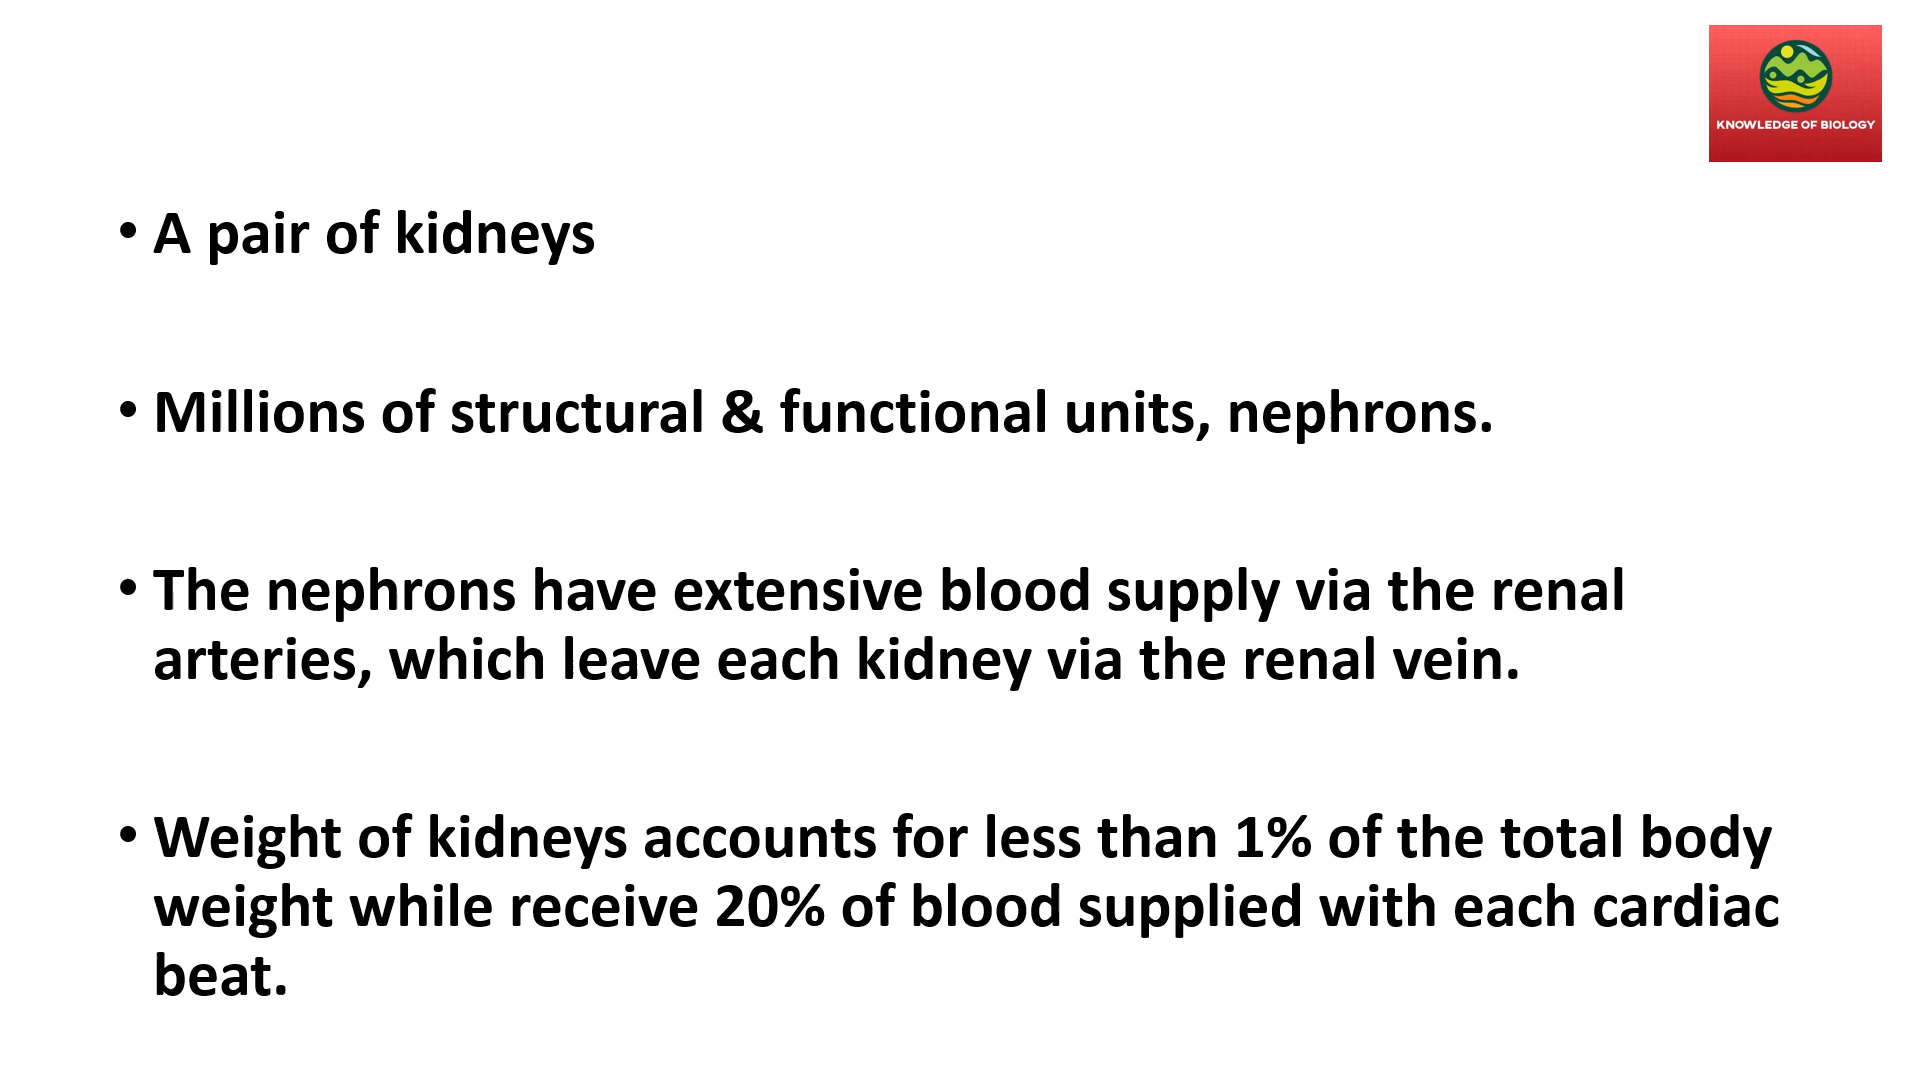 KNOWLEDGE OF BIOLOGY
• A pair of kidneys
• Millions of structural & functional units, nephrons.
• The nephrons have extensive blood supply via the renal
arteries, which leave each kidney via the renal vein.
• Weight of kidneys accounts for less than 1% of the total body
weight while receive 20% of blood supplied with each cardiac
beat.